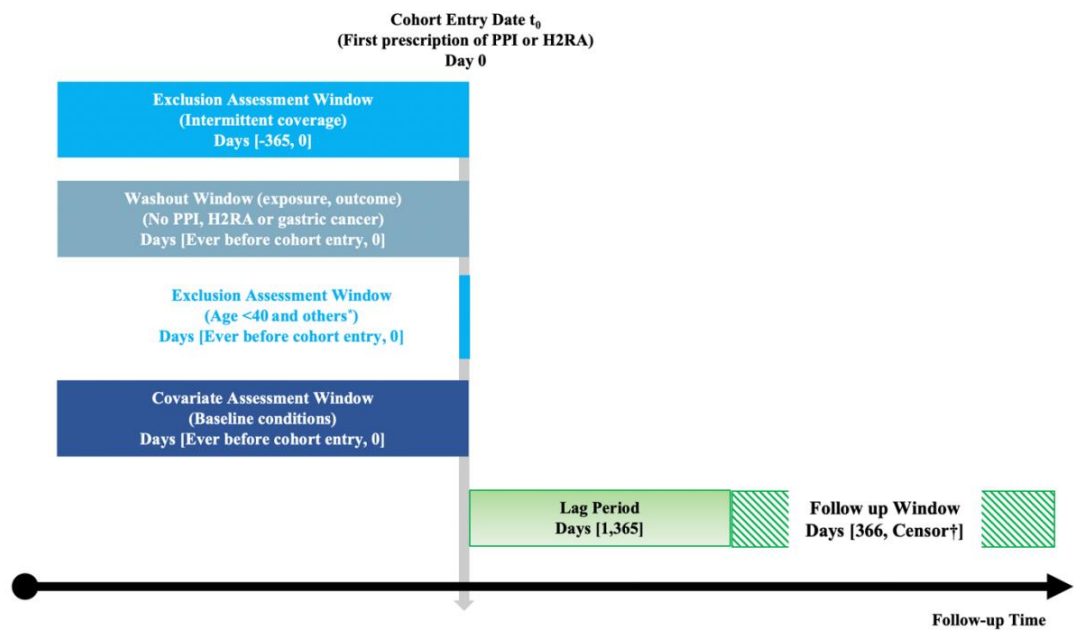 Cohort Entry Date t₀
(First prescription of PPI or H2RA)
Day 0
Exclusion Assessment Window
(Intermittent coverage)
Days [-365, 0]
Washout Window (exposure, outcome)
(No PPI, H2RA or gastric cancer)
Days [Ever before cohort entry, 0]
Exclusion Assessment Window
(Age <40 and others*)
Days [Ever before cohort entry, 0]
Covariate Assessment Window
(Baseline conditions)
Days [Ever before cohort entry, 0]
Lag Period
Days [1,365]
Follow up Window
Days [366, Censor†]
Follow-up Time